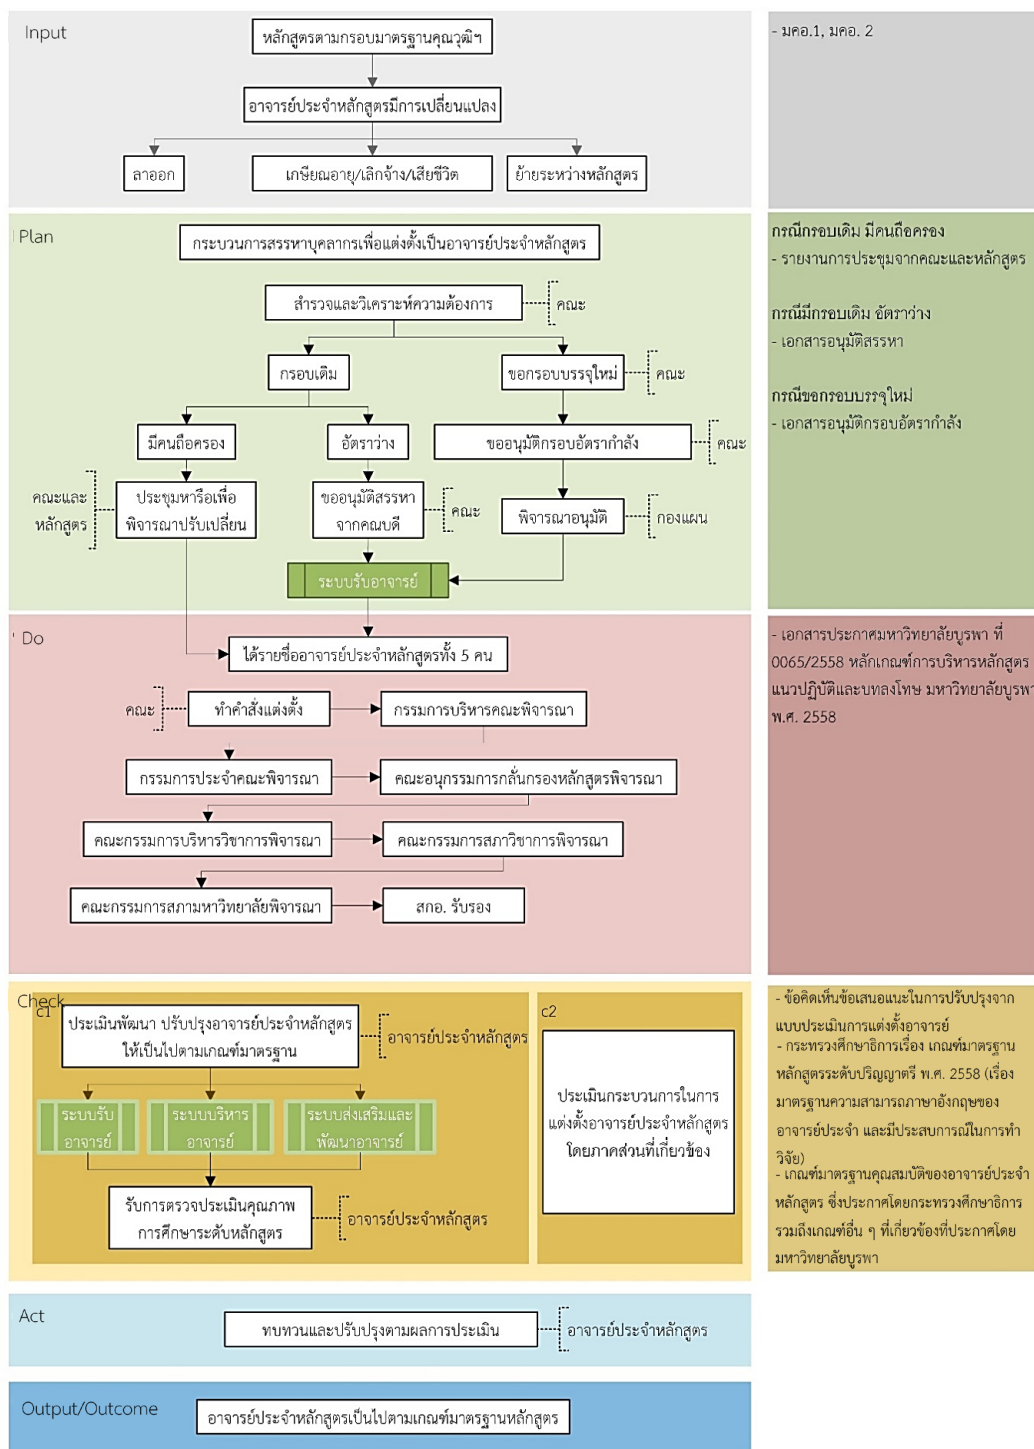 Input
หลักสูตรตามกรอบมาตรฐานคุณวุฒิฯ
- มคอ.1, มคอ. 2
อาจารย์ประจำหลักสูตรมีการเปลี่ยนแปลง
ลาออก
เกษียณอายุ/เลิกจ้าง/เสียชีวิต
ย้ายระหว่างหลักสูตร
Plan
กระบวนการสรรหาบุคลากรเพื่อแต่งตั้งเป็นอาจารย์ประจำหลักสูตร
สำรวจและวิเคราะห์ความต้องการ
คณะ
กรอบเดิม
ขอกรอบบรรจุใหม่
คณะ
มีคนถือครอง
อัตราว่าง
ขออนุมัติกรอบอัตรากำลัง
คณะ
คณะและ
หลักสูตร
ประชุมหารือเพื่อ
พิจารณาปรับเปลี่ยน
ขออนุมัติสรรหา
จากคณบดี
คณะ
พิจารณาอนุมัติ
กองแผน
ระบบรับอาจารย์
กรณีกรอบเดิม มีคนถือครอง
- รายงานการประชุมจากคณะและหลักสูตร
กรณีมีกรอบเดิม อัตราว่าง
- เอกสารอนุมัติสรรหา
กรณีขอกรอบบรรจุใหม่
- เอกสารอนุมัติกรอบอัตรากำลัง
Do
ได้รายชื่ออาจารย์ประจำหลักสูตรทั้ง 5 คน
คณะ
ทำคำสั่งแต่งตั้ง
กรรมการบริหารคณะพิจารณา
กรรมการประจำคณะพิจารณา
คณะอนุกรรมการกลั่นกรองหลักสูตรพิจารณา
คณะกรรมการบริหารวิชาการพิจารณา
คณะกรรมการสภาวิชาการพิจารณา
คณะกรรมการสภามหาวิทยาลัยพิจารณา
สกอ. รับรอง
- เอกสารประกาศมหาวิทยาลัยบูรพา ที่
0065/2558 หลักเกณฑ์การบริหารหลักสูตร
แนวปฏิบัติและบทลงโทษ มหาวิทยาลัยบูรพา
พ.ศ. 2558
Check
c1
ประเมินพัฒนา ปรับปรุงอาจารย์ประจำหลักสูตร
ให้เป็นไปตามเกณฑ์มาตรฐาน
อาจารย์ประจำหลักสูตร
ระบบรับ
อาจารย์
ระบบบริหาร
อาจารย์
ระบบส่งเสริมและ
พัฒนาอาจารย์
รับการตรวจประเมินคุณภาพ
การศึกษาระดับหลักสูตร
อาจารย์ประจำหลักสูตร
c2
ประเมินกระบวนการในการ
แต่งตั้งอาจารย์ประจำหลักสูตร
โดยภาคส่วนที่เกี่ยวข้อง
- ข้อคิดเห็นข้อเสนอแนะในการปรับปรุงจาก
แบบประเมินการแต่งตั้งอาจารย์
- กระทรวงศึกษาธิการเรื่อง เกณฑ์มาตรฐาน
หลักสูตรระดับปริญญาตรี พ.ศ. 2558 (เรื่อง
มาตรฐานความสามารถภาษาอังกฤษของ
อาจารย์ประจำ และมีประสบการณ์ในการทำ
วิจัย)
- เกณฑ์มาตรฐานคุณสมบัติของอาจารย์ประจำ
หลักสูตร ซึ่งประกาศโดยกระทรวงศึกษาธิการ
รวมถึงเกณฑ์อื่น ๆ ที่เกี่ยวข้องที่ประกาศโดย
มหาวิทยาลัยบูรพา
Act
ทบทวนและปรับปรุงตามผลการประเมิน
อาจารย์ประจำหลักสูตร
Output/Outcome
อาจารย์ประจำหลักสูตรเป็นไปตามเกณฑ์มาตรฐานหลักสูตร